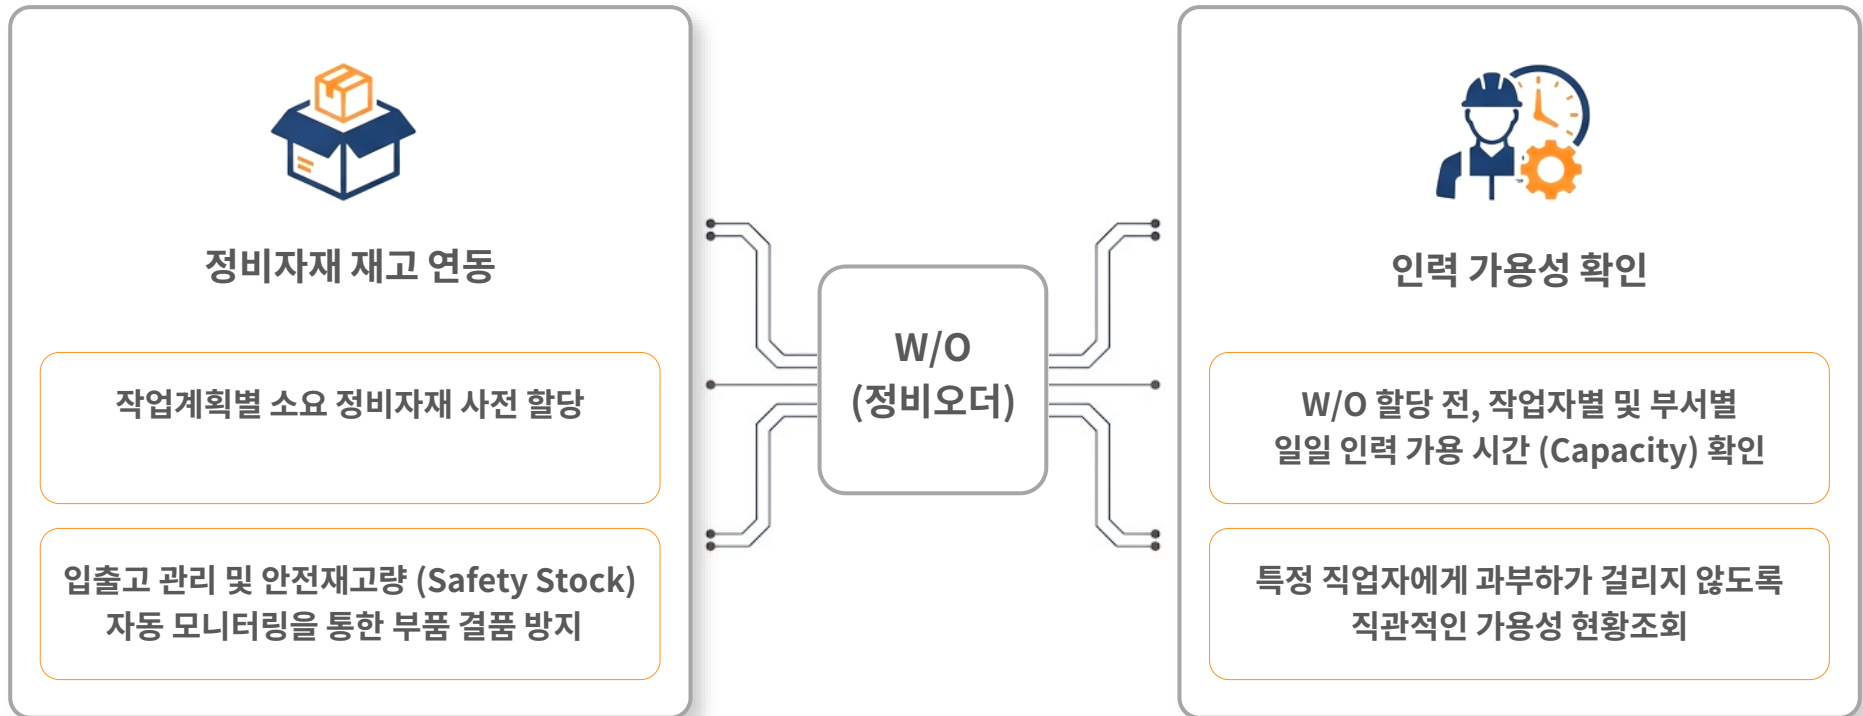 정비자재 재고 연동
작업계획별 소요 정비자재 사전 할당
입출고 관리 및 안전재고량 (Safety Stock)
자동 모니터링을 통한 부품 결품 방지
W/O
(정비오더)
인력 가용성 확인
W/O 할당 전, 작업자별 및 부서별
일일 인력 가용 시간 (Capacity) 확인
특정 직업자에게 과부하가 걸리지 않도록
직관적인 가용성 현황조회